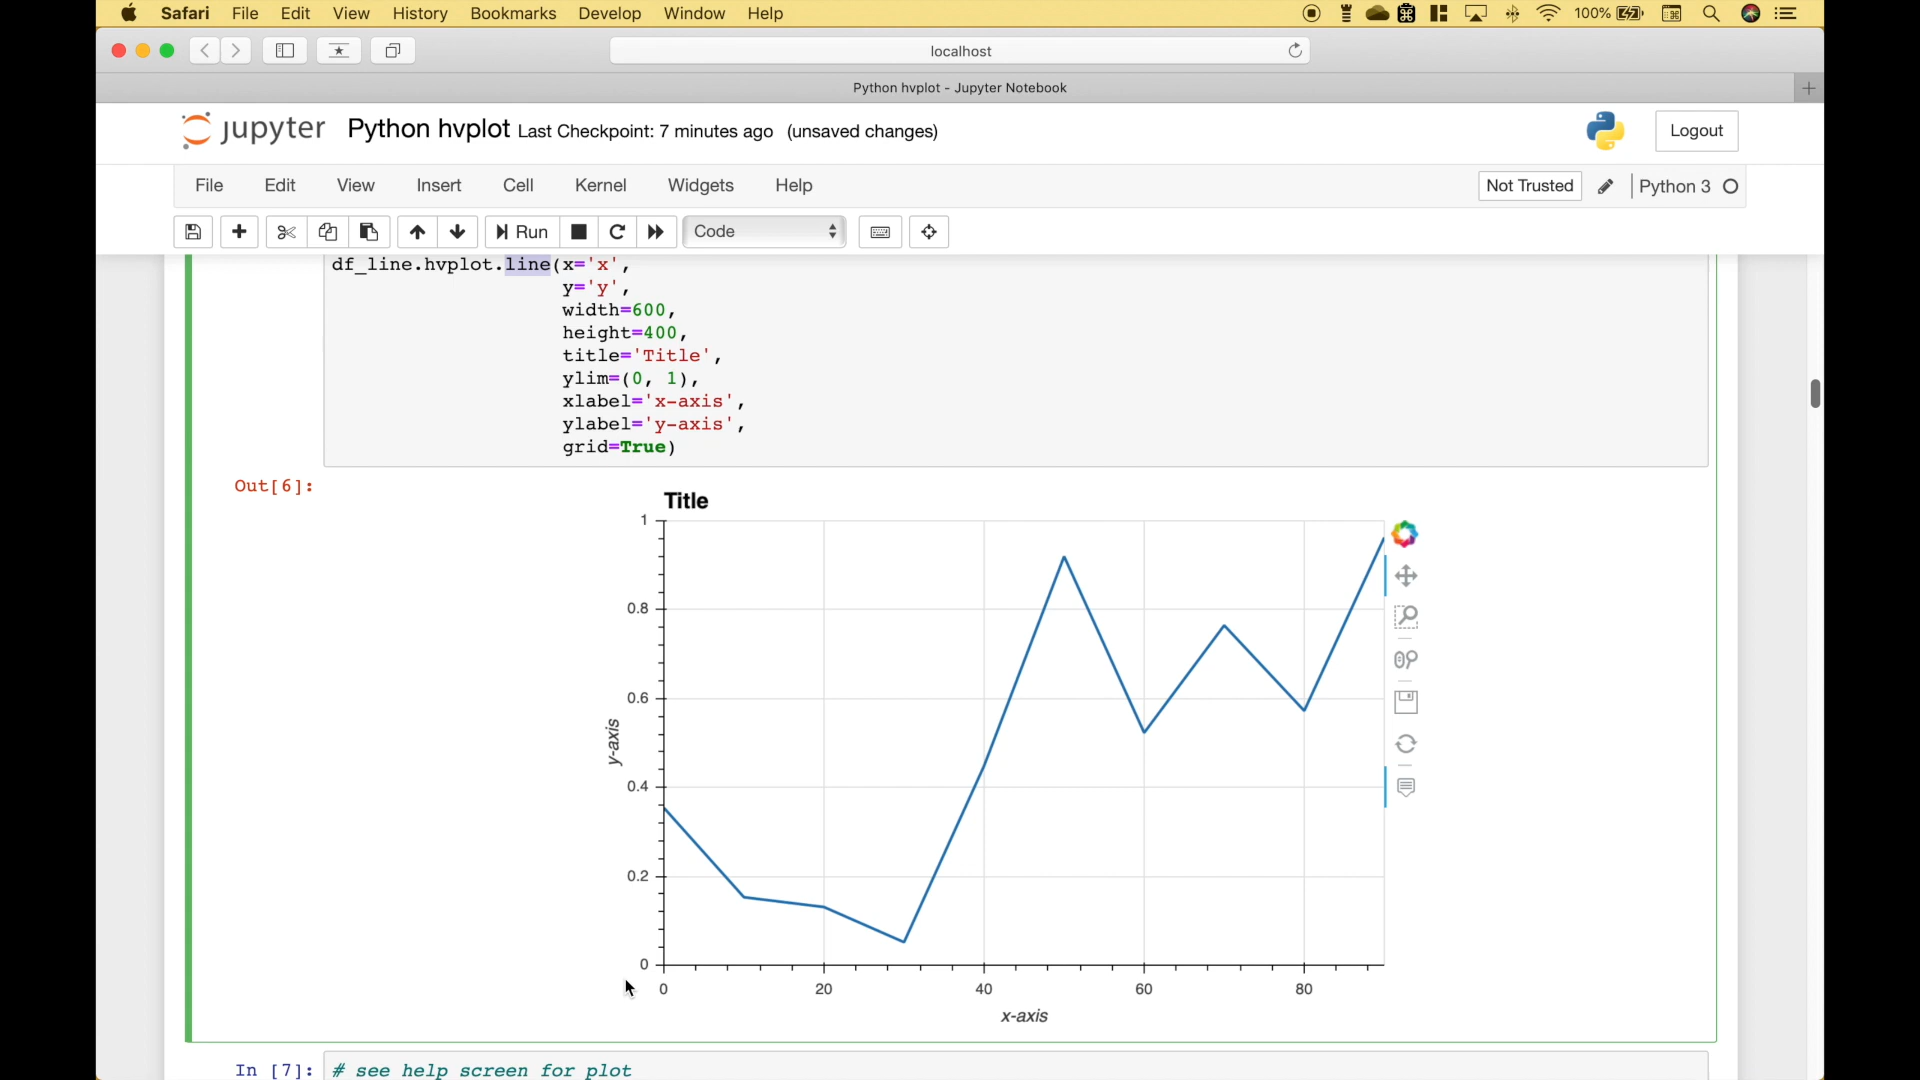 Safari File Edit View History Bookmarks Develop Window Help 100%
localhost
Python hvplot - Jupyter Notebook
jupyter Python hvplot Last Checkpoint: 7 minutes ago (unsaved changes) Logout
File Edit View Insert Cell Kernel Widgets Help Not Trusted Python 3
Run Code
df_line.hvplot.line(x='x',
y='y',
width=600,
height=400,
title='Title',
ylim=(0, 1),
xlabel='x-axis',
ylabel='y-axis',
grid=True)
Out[6]:
Title
1
0.8
0.6
0.4
0.2
0
y-axis
0 20 40 60 80
x-axis
In [7]: # see help screen for plot